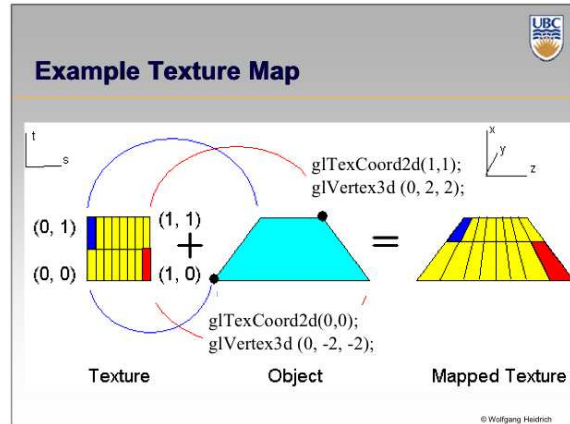 UBC
Example Texture Map
t
s
x
y
z
glTexCoord2d(1,1);
glVertex3d (0, 2, 2);
(0, 1)
(1, 1)
+
=
(0, 0)
(1, 0)
glTexCoord2d(0,0);
glVertex3d (0, -2, -2);
Texture
Object
Mapped Texture
© Wolfgang Heidrich